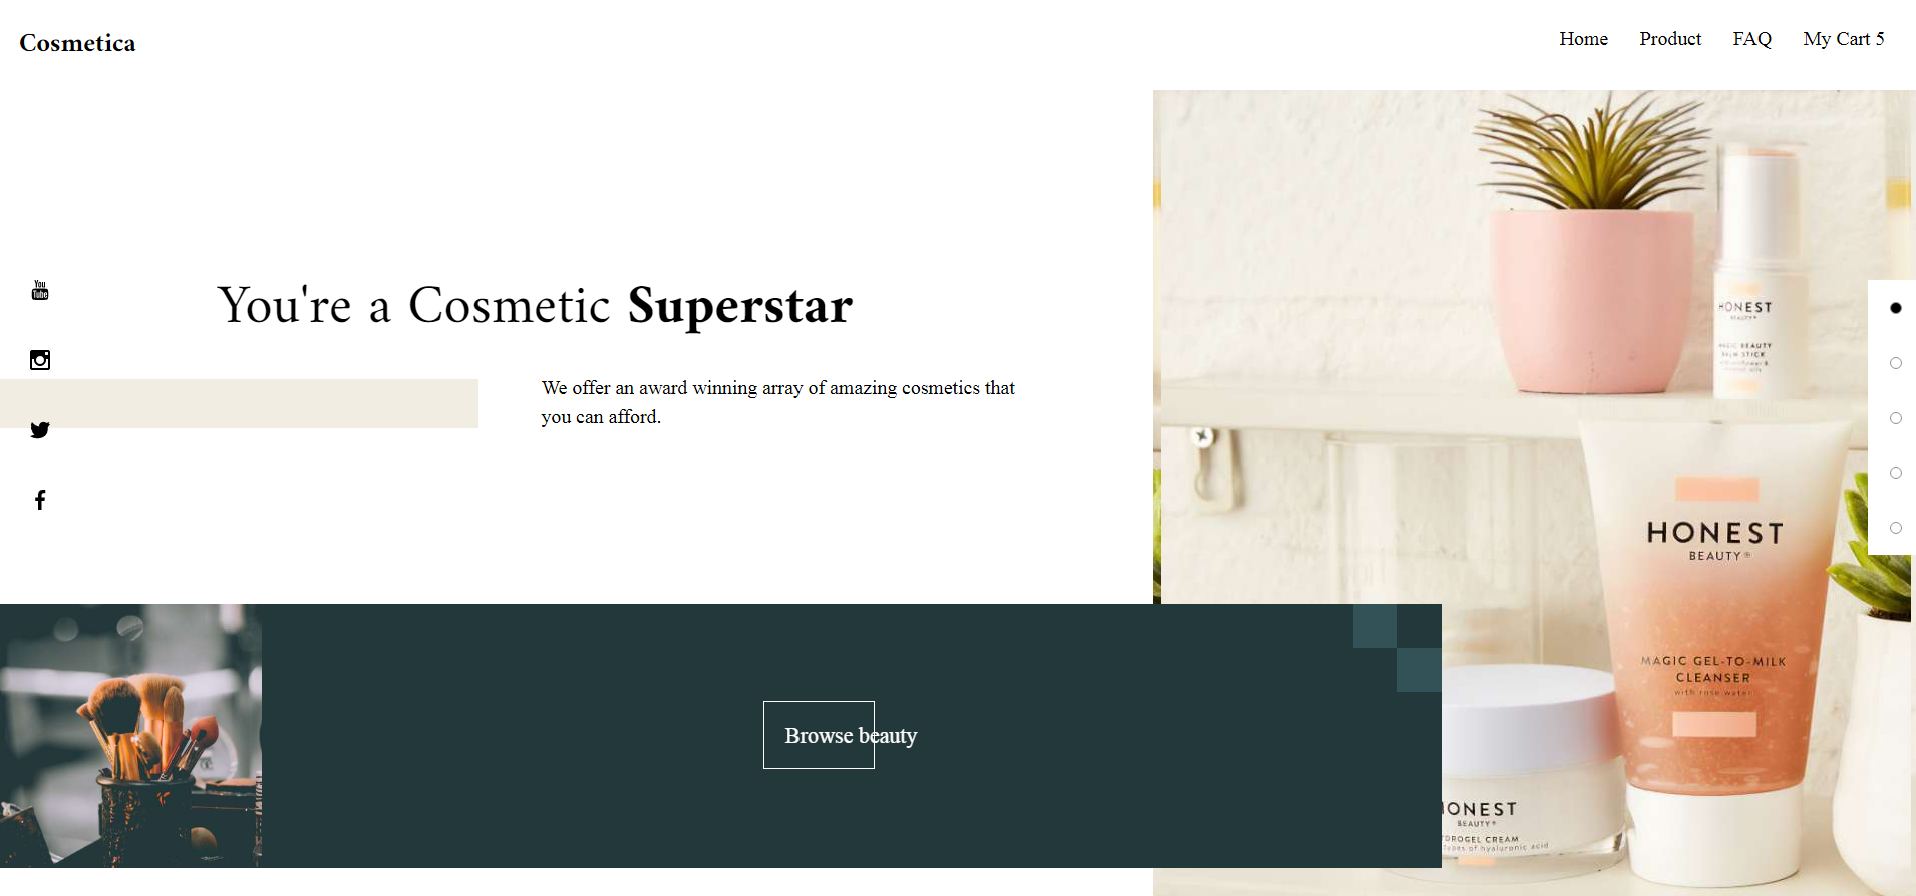 Cosmetica
Home Product FAQ My Cart 5
You're a Cosmetic Superstar
We offer an award winning array of amazing cosmetics that
you can afford.
Browse beauty
You
Tube
HONEST
BEAUTY
MAGIC BEAUTY
BALM STICK
HONEST
BEAUTY®
MAGIC GEL-TO-MILK
CLEANSER
with rose water
ONEST
BEAUTY
DROGEL CREAM
types of hyaluronic acid